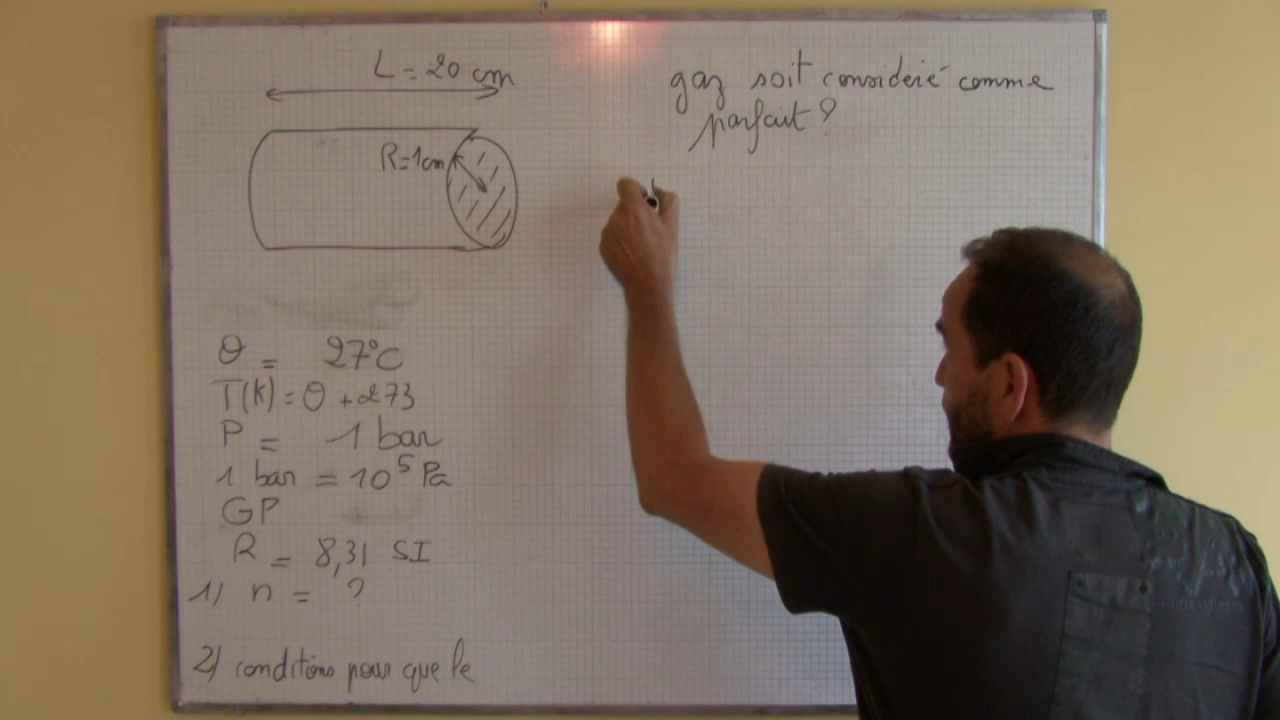 L = 20 cm
R=1cm
θ = 27°C
T(K) = θ + 273
P = 1 bar
1 bar = 10⁵ Pa
GP
R = 8,31 SI
1) n = ?
2) conditions pour que le
gaz soit considéré comme
parfait ?